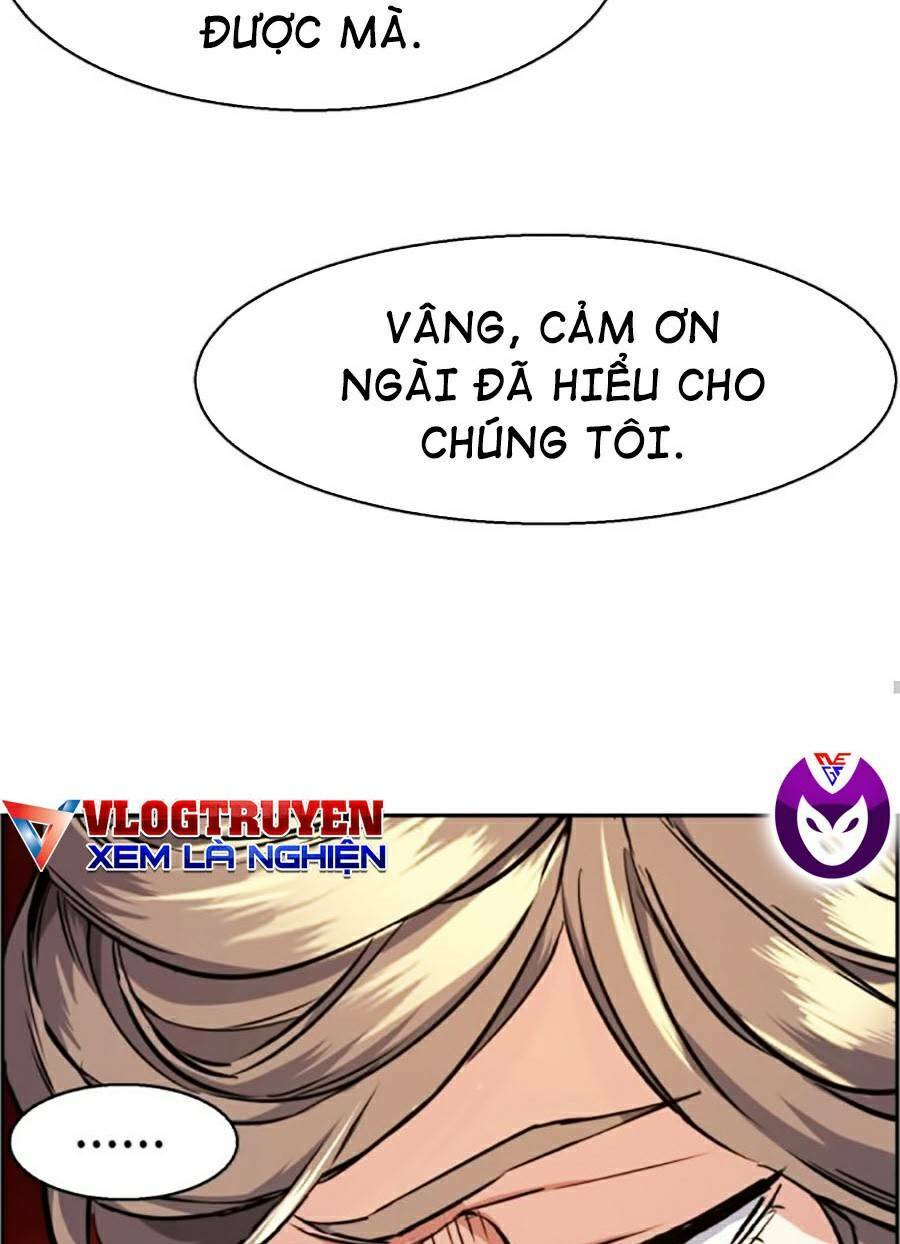 ĐƯỢC MÀ.
VÂNG, CẢM ƠN
NGÀI ĐÃ HIỂU CHO
CHÚNG TÔI.
VLOGTRUYEN
XEM LÀ NGHIỆN
......